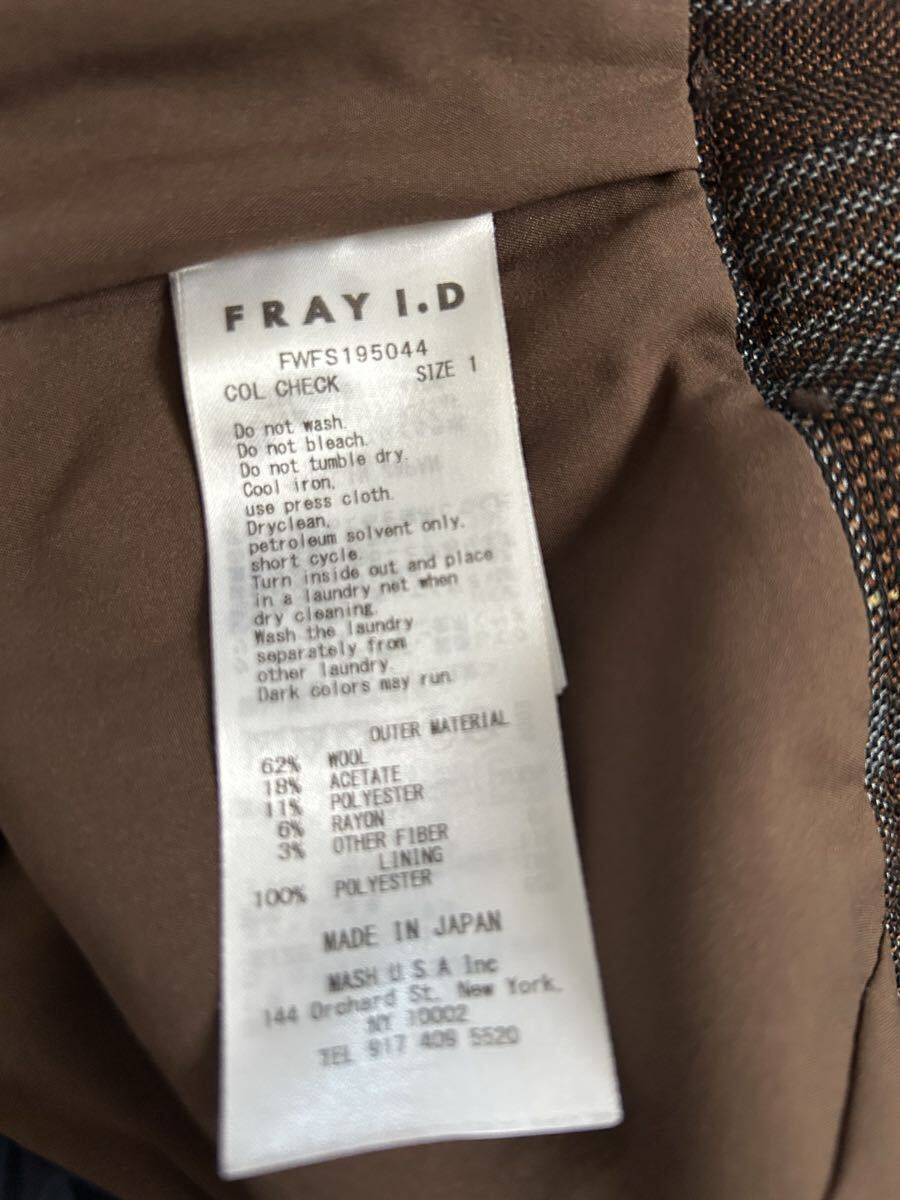 FRAY I.D
FWFS195044
COL CHECK SIZE 1
Do not wash.
Do not bleach.
Do not tumble dry.
Cool iron.
use press cloth.
Dryclean.
petroleum solvent only.
short cycle.
Turn inside out and place
in a laundry net when
dry cleaning.
Wash the laundry
separately from
other laundry.
Dark colors may run.
OUTER MATERIAL
62% WOOL
18% ACETATE
11% POLYESTER
6% RAYON
3% OTHER FIBER
LINING
100% POLYESTER
MADE IN JAPAN
MASH U S A Inc
144 Orchard St. New York.
NY 10002
TEL 917 409 5520